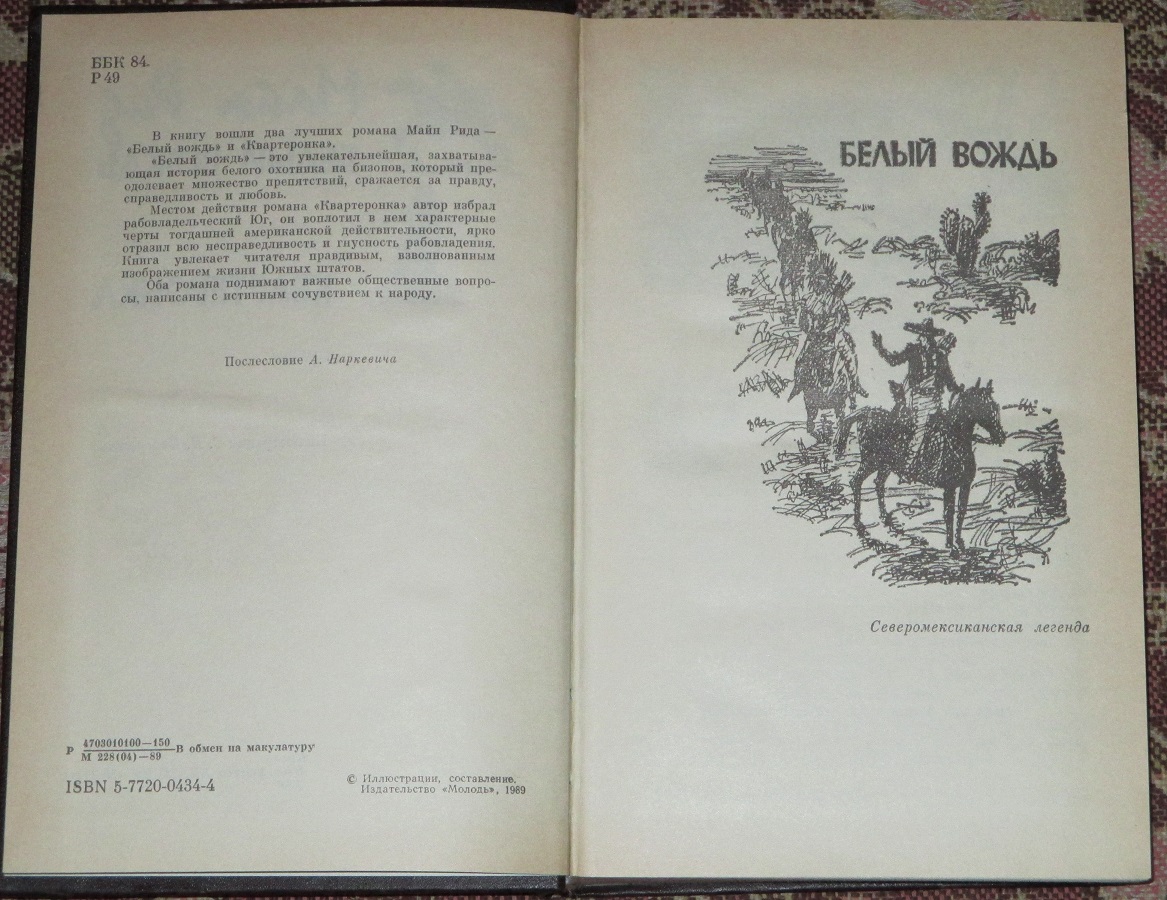 ББК 84.
Р 49
В книгу вошли два лучших романа Майн Рида —
«Белый вождь» и «Квартеронка».
«Белый вождь» — это увлекательнейшая, захватываю-
ющая история белого охотника на бизонов, который пре-
одолевает множество препятствий, сражается за правду,
справедливость и любовь.
Местом действия романа «Квартеронка» автор избрал
рабовладельческий Юг, он воплотил в нем характерные
черты тогдашней американской действительности, ярко
отразил всю несправедливость и гнусность рабовладения.
Книга увлекает читателя правдивым, взволнованным
изображением жизни Южных штатов.
Оба романа поднимают важные общественные вопро-
сы, написаны с истинным сочувствием к народу.
Послесловие А. Наркевича
Р 4703010100—150 В обмен на макулатуру
М 228(04)—89
ISBN 5-7720-0434-4
© Иллюстрации, составление.
Издательство «Молодь», 1989
БЕЛЫЙ ВОЖДЬ
Северомексиканская легенда